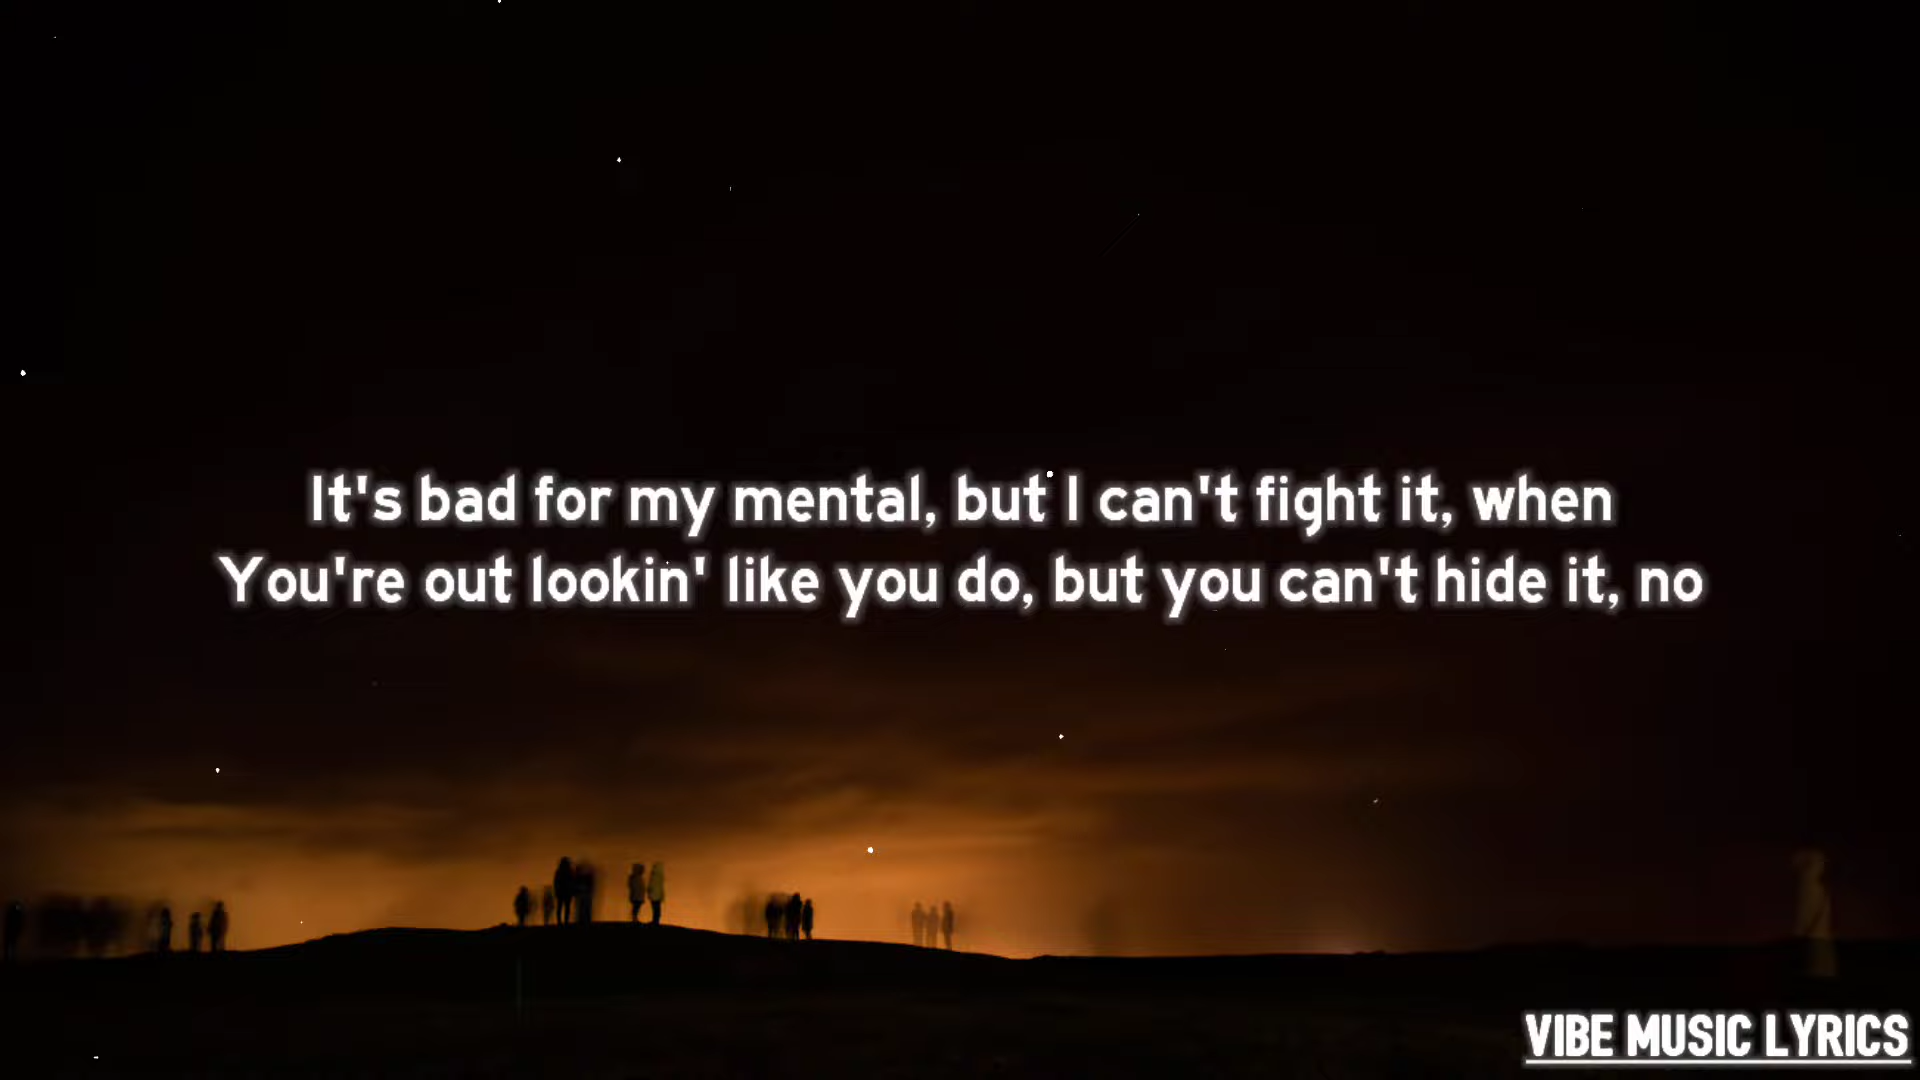 It's bad for my mental, but I can't fight it, when
You're out lookin' like you do, but you can't hide it, no
VIBE MUSIC LYRICS